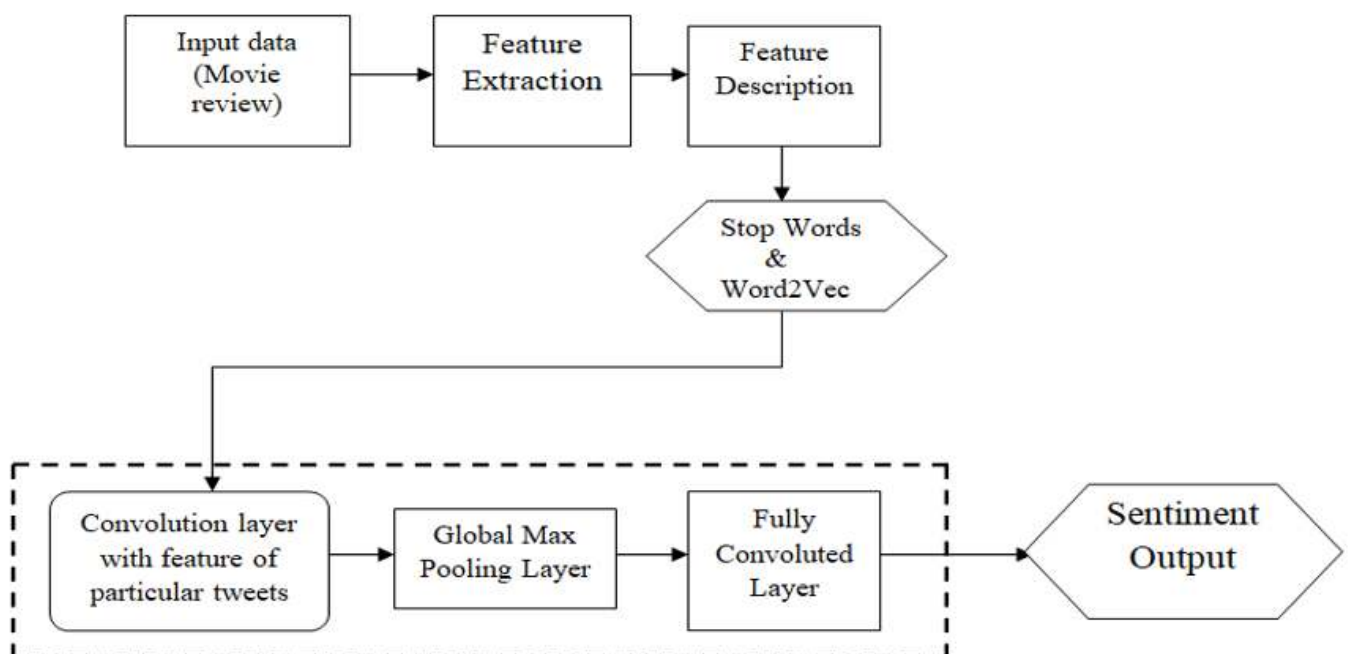 Input data
(Movie
review)
Feature
Extraction
Feature
Description
Stop Words
&
Word2Vec
Convolution layer
with feature of
particular tweets
Global Max
Pooling Layer
Fully
Convoluted
Layer
Sentiment
Output